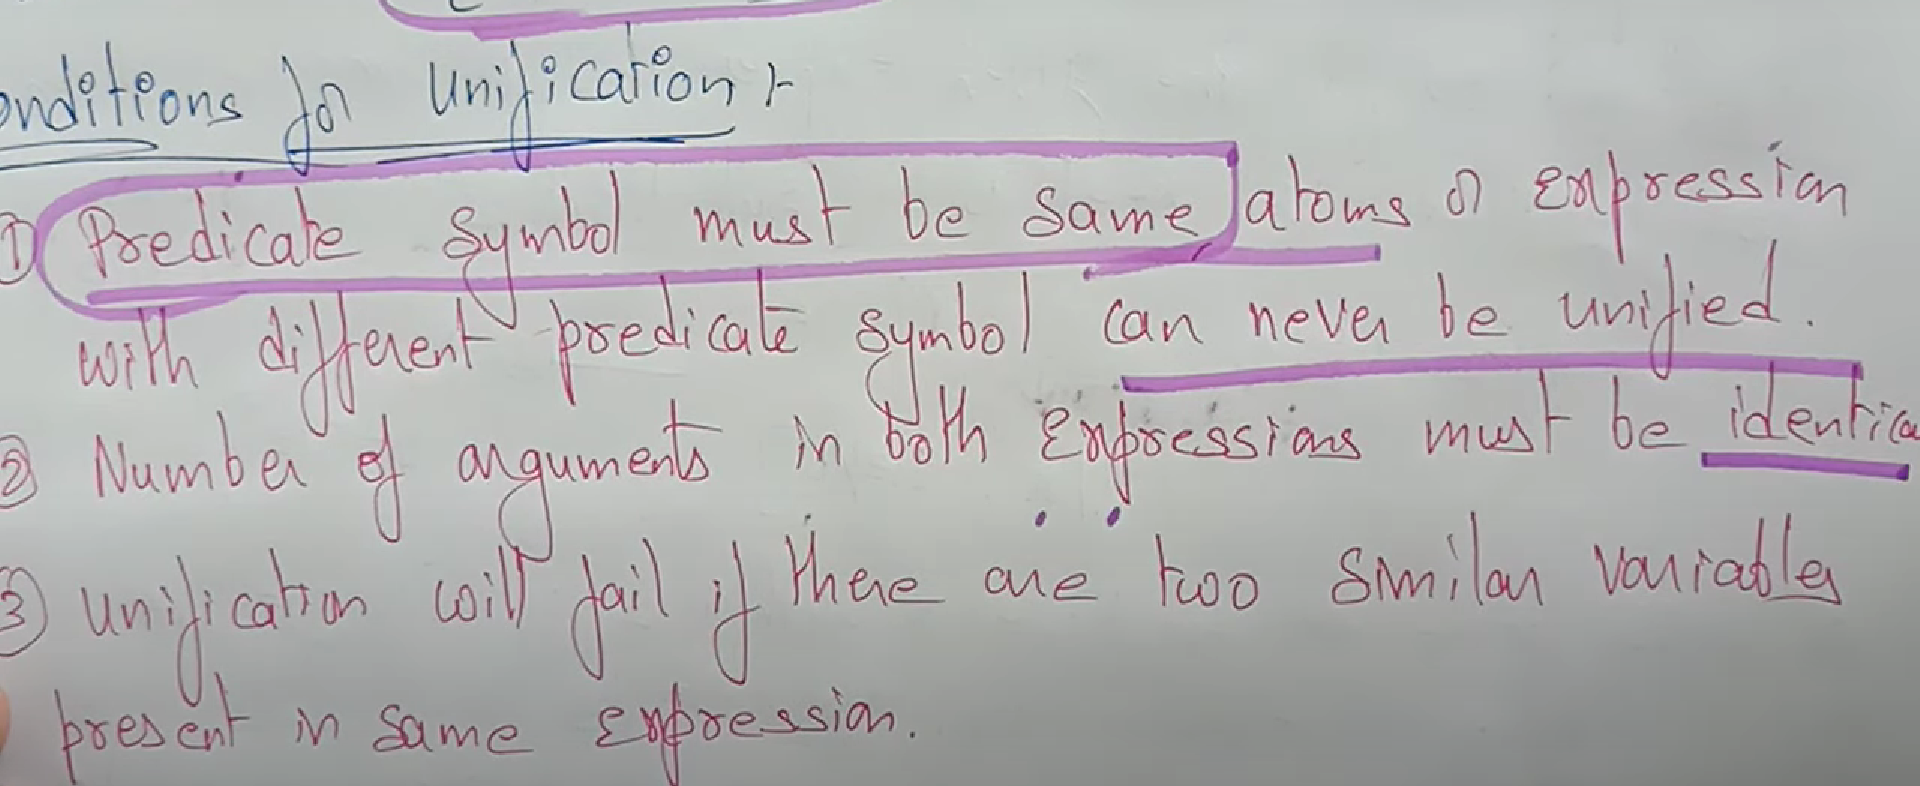 onditions for Unification :-
① Predicate symbol must be same, atoms or expression
with different predicate symbol can never be unified.
② Number of arguments in both expressions must be identica
③ unification will fail if there are two similar variables
present in same expression.